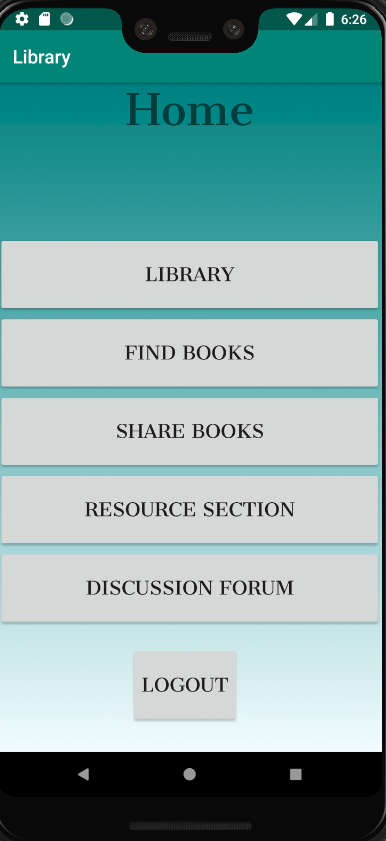 6:26
Library
Home
LIBRARY
FIND BOOKS
SHARE BOOKS
RESOURCE SECTION
DISCUSSION FORUM
LOGOUT